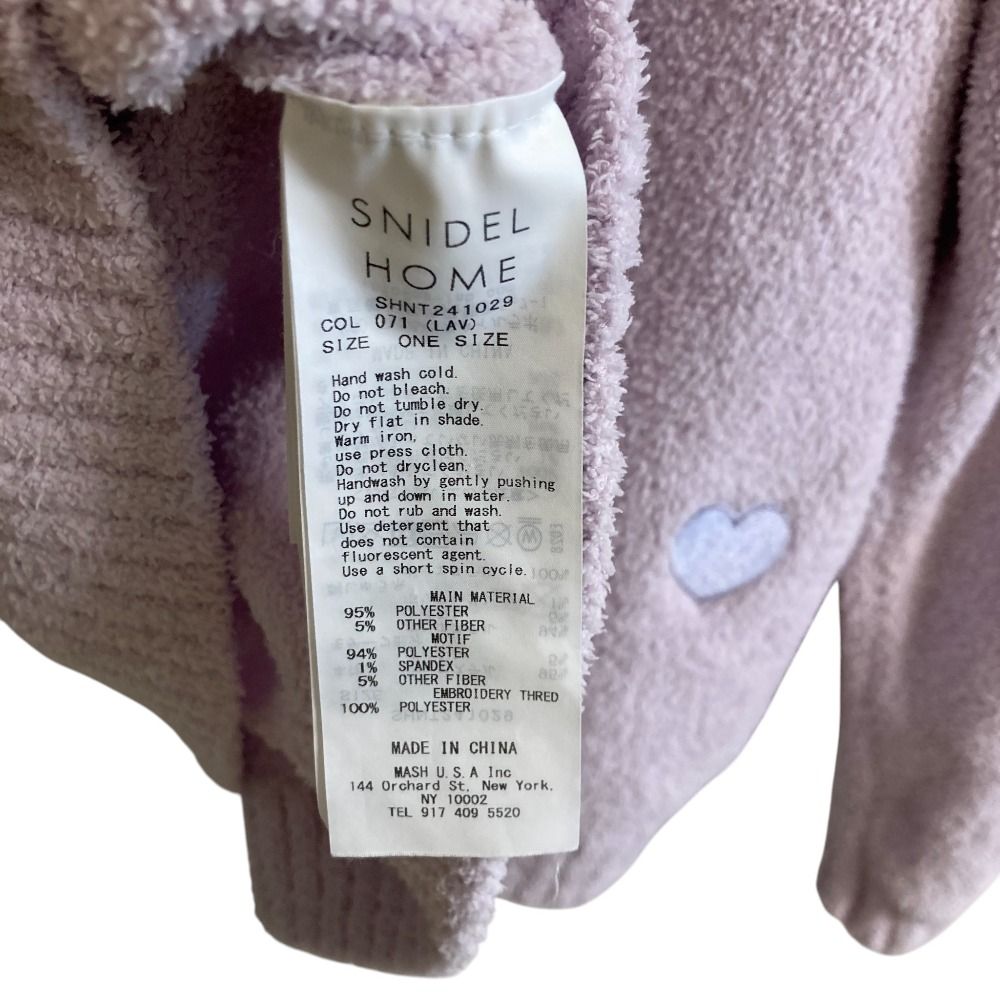 SNIDEL
HOME
SHNT241029
COL 071 (LAV)
SIZE ONE SIZE
Hand wash cold.
Do not bleach.
Do not tumble dry.
Dry flat in shade.
Warm iron,
use press cloth.
Do not dryclean.
Handwash by gently pushing
up and down in water.
Do not rub and wash.
Use detergent that
does not contain
fluorescent agent.
Use a short spin cycle.
MAIN MATERIAL
95% POLYESTER
5% OTHER FIBER
MOTIF
94% POLYESTER
1% SPANDEX
5% OTHER FIBER
EMBROIDERY THRED
100% POLYESTER
MADE IN CHINA
MASH U.S.A Inc
144 Orchard St, New York.
NY 10002
TEL 917 409 5520